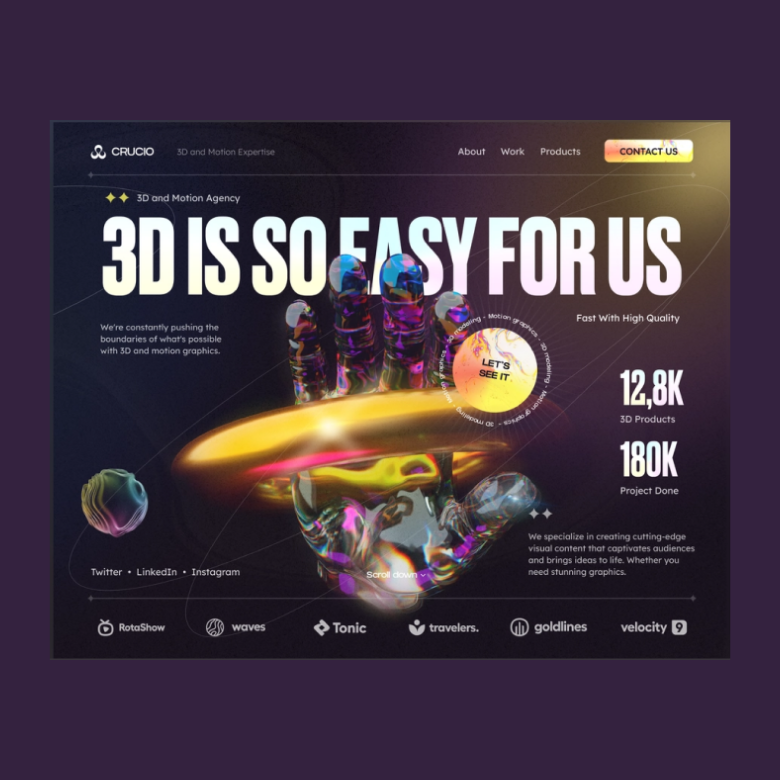 CRUCIO
3D and Motion Expertise
About
Work
Products
CONTACT US
3D and Motion Agency
3D IS SO EASY FOR US
Fast With High Quality
We're constantly pushing the
boundaries of what's possible
with 3D and motion graphics.
3D modeling - Motion graphics - 3D modeling - Motion graphics - 3D modeling - Motion graphics -
LET'S
SEE IT
12,8K
3D Products
180K
Project Done
We specialize in creating cutting-edge
visual content that captivates audiences
and brings ideas to life. Whether you
need stunning graphics.
Twitter • LinkedIn • Instagram
Scroll down
RotaShow
waves
Tonic
travelers.
goldlines
velocity 9